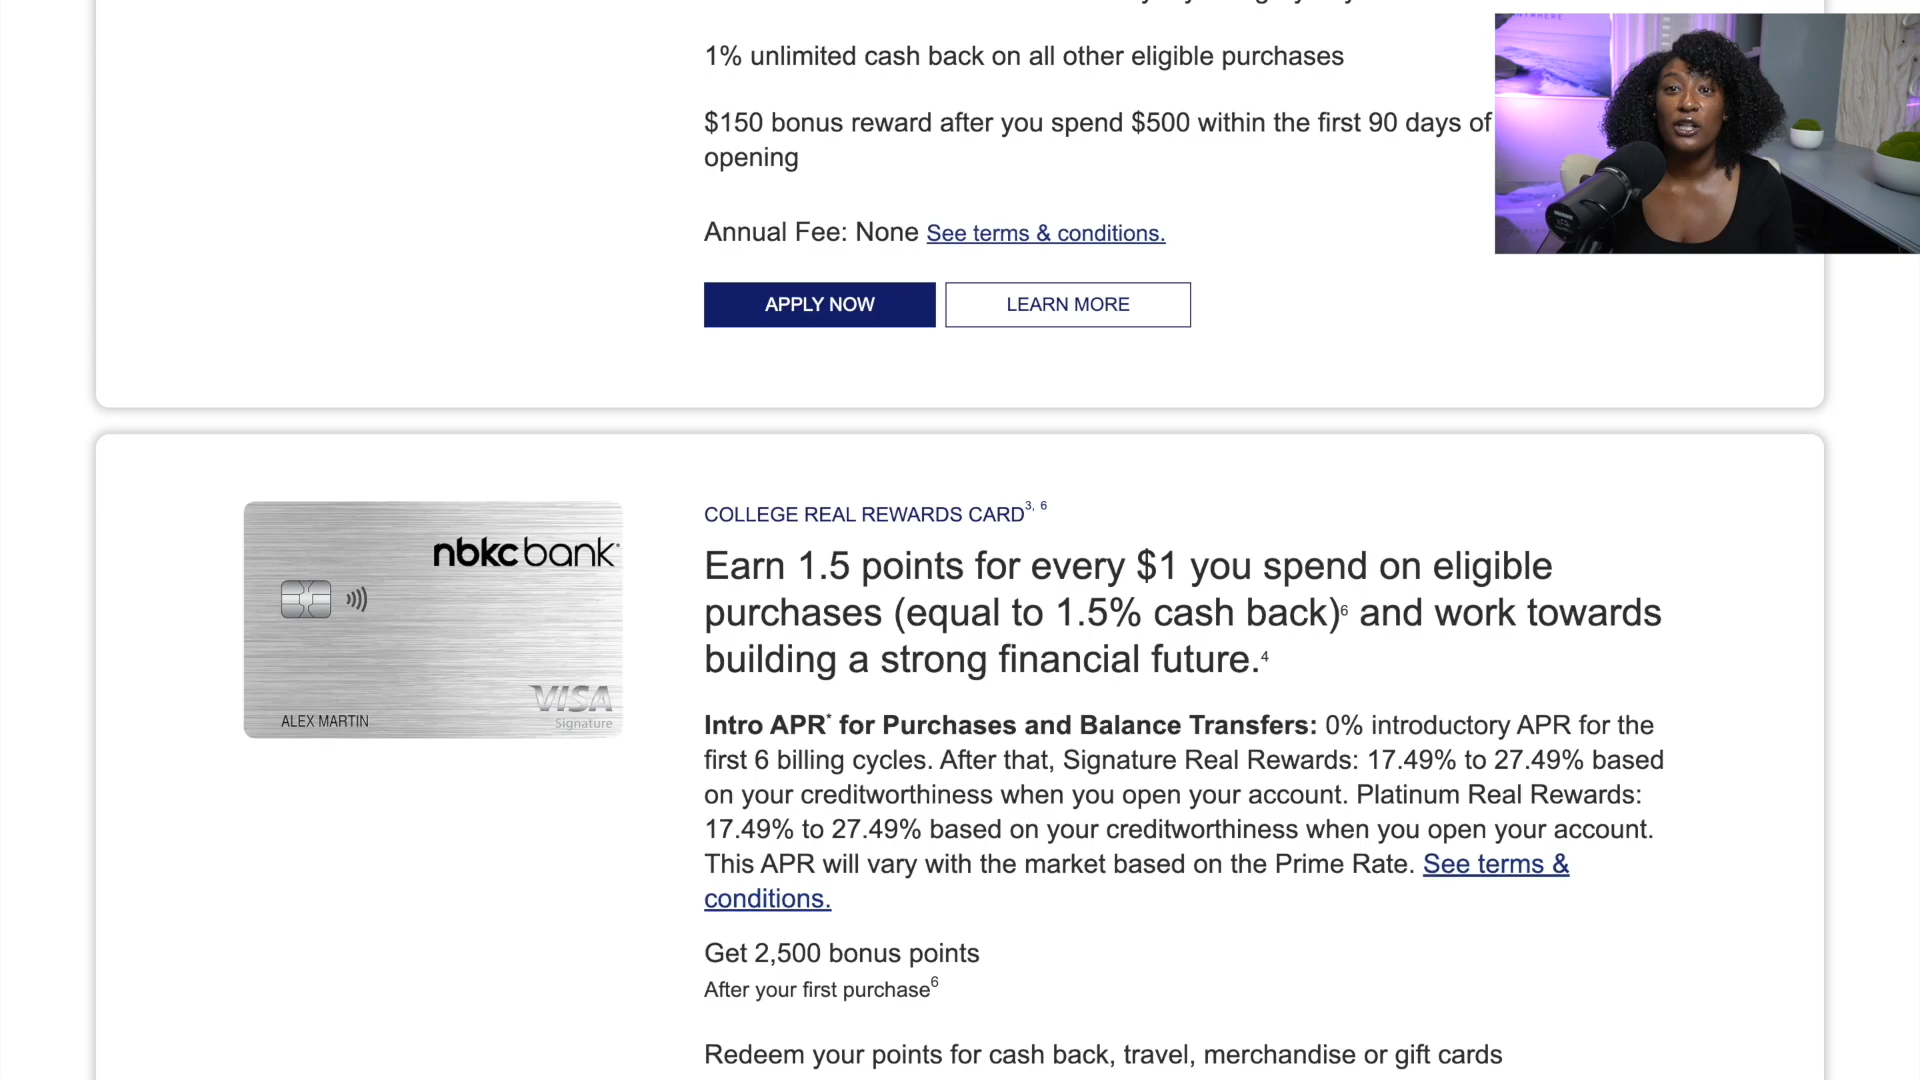 1% unlimited cash back on all other eligible purchases
$150 bonus reward after you spend $500 within the first 90 days of
opening
Annual Fee: None See terms & conditions.
APPLY NOW
LEARN MORE
nbkc bank
ALEX MARTIN
VISA
Signature
COLLEGE REAL REWARDS CARD3, 6
Earn 1.5 points for every $1 you spend on eligible
purchases (equal to 1.5% cash back)6 and work towards
building a strong financial future.4
Intro APR* for Purchases and Balance Transfers: 0% introductory APR for the
first 6 billing cycles. After that, Signature Real Rewards: 17.49% to 27.49% based
on your creditworthiness when you open your account. Platinum Real Rewards:
17.49% to 27.49% based on your creditworthiness when you open your account.
This APR will vary with the market based on the Prime Rate. See terms &
conditions.
Get 2,500 bonus points
After your first purchase6
Redeem your points for cash back, travel, merchandise or gift cards